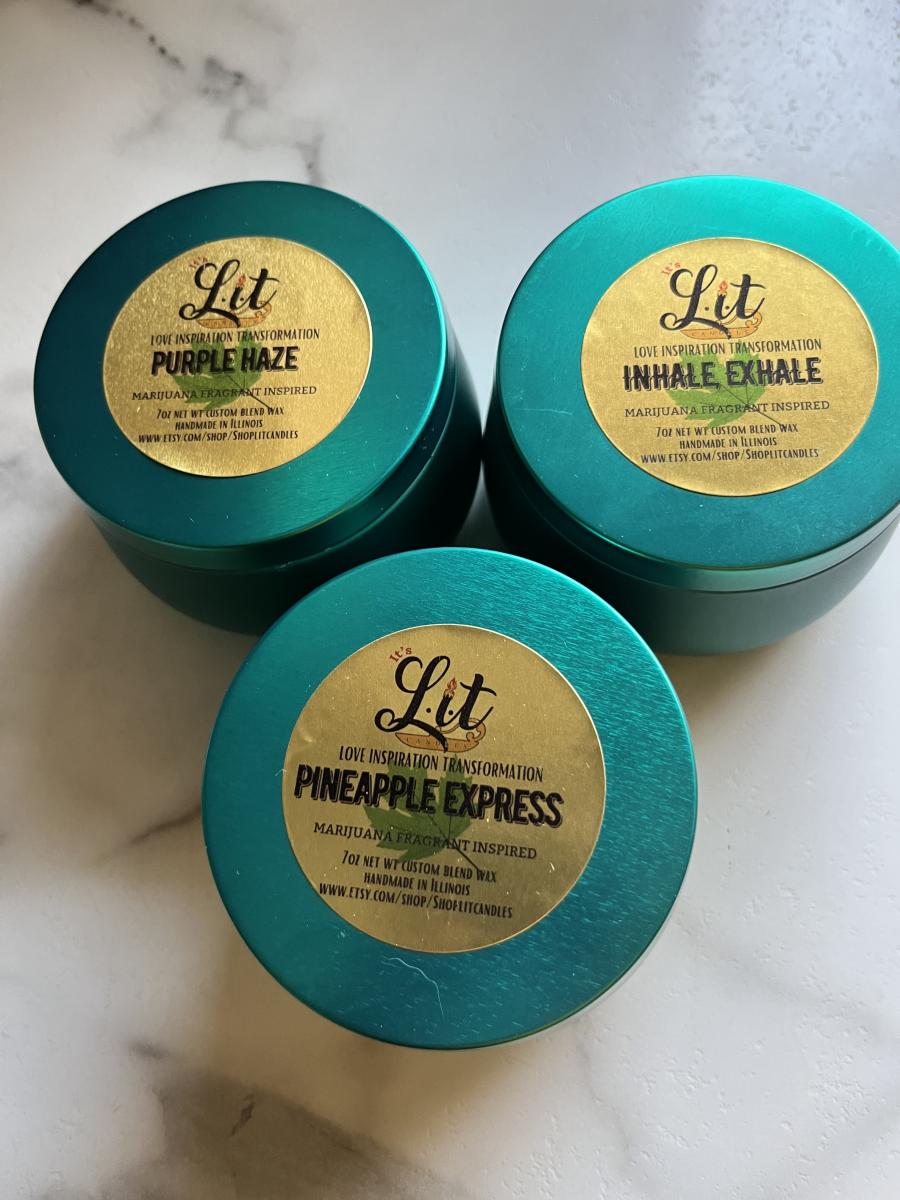 It's
Lit
CANDLES
LOVE INSPIRATION TRANSFORMATION
PURPLE HAZE
MARIJUANA FRAGRANT INSPIRED
7oz NET WT CUSTOM BLEND WAX
HANDMADE IN ILLINOIS
WWW.ETSY.COM/SHOP/SHOPLITCANDLES
It's
Lit
CANDLES
LOVE INSPIRATION TRANSFORMATION
INHALE, EXHALE
MARIJUANA FRAGRANT INSPIRED
7oz NET WT CUSTOM BLEND WAX
HANDMADE IN ILLINOIS
WWW.ETSY.COM/SHOP/SHOPLITCANDLES
It's
Lit
CANDLES
LOVE INSPIRATION TRANSFORMATION
PINEAPPLE EXPRESS
MARIJUANA FRAGRANT INSPIRED
7oz NET WT CUSTOM BLEND WAX
HANDMADE IN ILLINOIS
WWW.ETSY.COM/SHOP/SHOPLITCANDLES